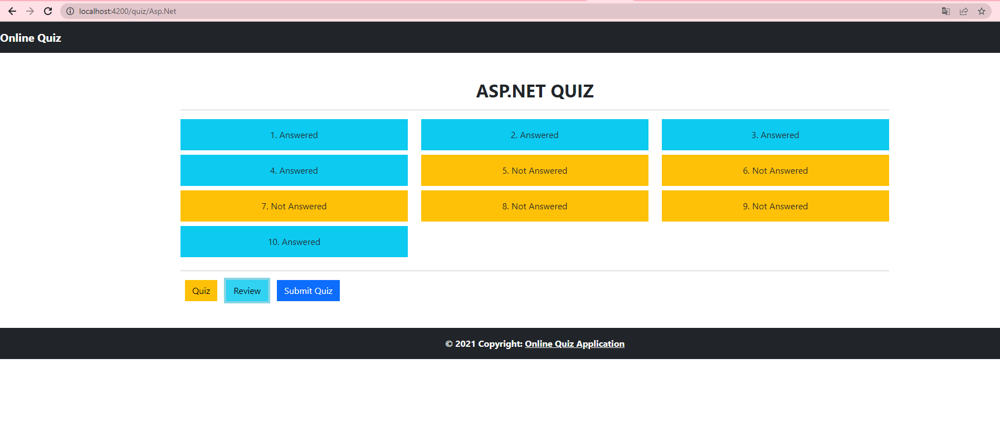 localhost:4200/quiz/Asp.Net
Online Quiz
ASP.NET QUIZ
1. Answered
2. Answered
3. Answered
4. Answered
5. Not Answered
6. Not Answered
7. Not Answered
8. Not Answered
9. Not Answered
10. Answered
Quiz
Review
Submit Quiz
© 2021 Copyright: Online Quiz Application